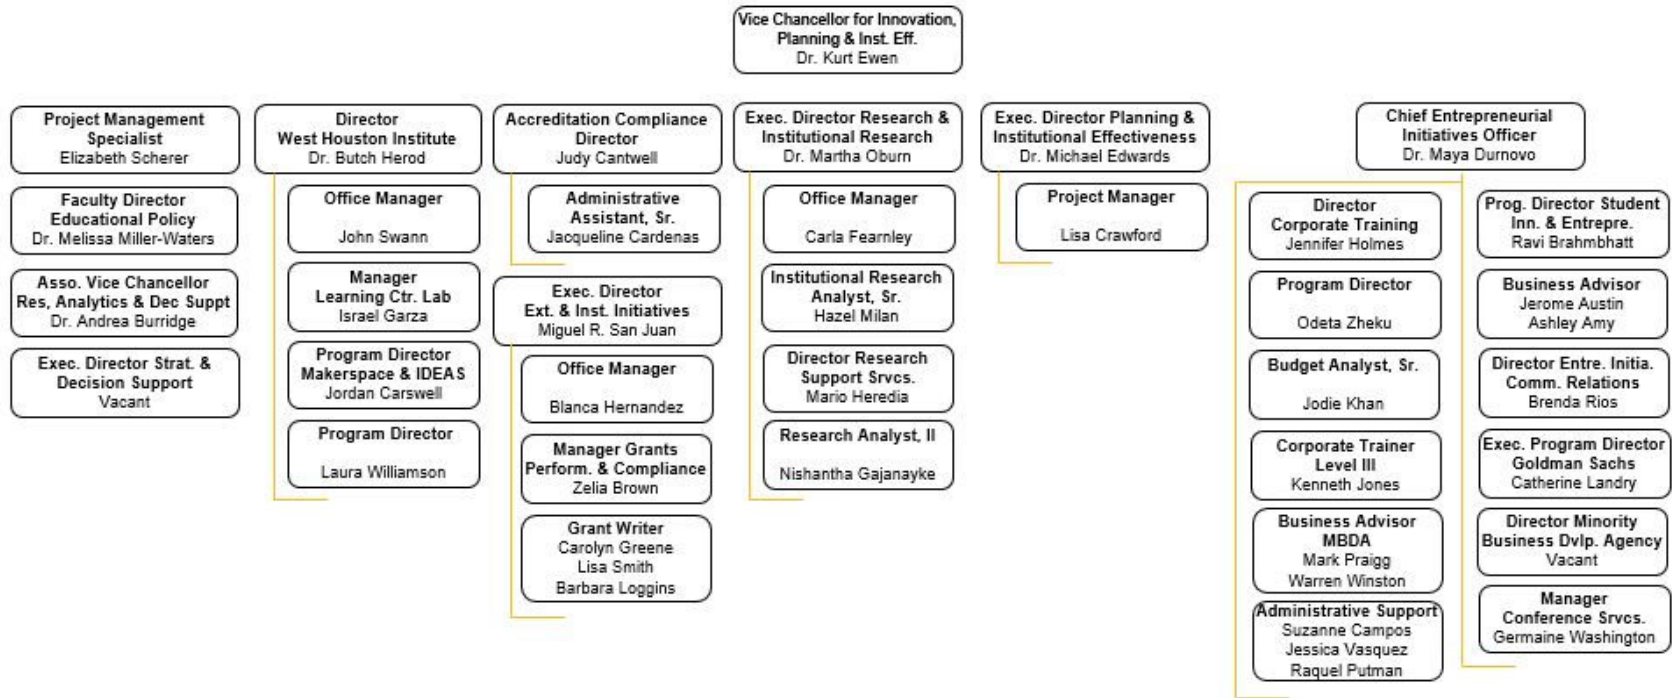 Vice Chancellor for Innovation,
Planning & Inst. Eff.
Dr. Kurt Ewen
Project Management
Specialist
Elizabeth Scherer
Faculty Director
Educational Policy
Dr. Melissa Miller-Waters
Asso. Vice Chancellor
Res, Analytics & Dec Suppt
Dr. Andrea Burridge
Exec. Director Strat. &
Decision Support
Vacant
Director
West Houston Institute
Dr. Butch Herod
Office Manager
John Swann
Manager
Learning Ctr. Lab
Israel Garza
Program Director
Makerspace & IDEAS
Jordan Carswell
Program Director
Laura Williamson
Accreditation Compliance
Director
Judy Cantwell
Administrative
Assistant, Sr.
Jacqueline Cardenas
Exec. Director
Ext. & Inst. Initiatives
Miguel R. San Juan
Office Manager
Blanca Hernandez
Manager Grants
Perform. & Compliance
Zelia Brown
Grant Writer
Carolyn Greene
Lisa Smith
Barbara Loggins
Exec. Director Research &
Institutional Research
Dr. Martha Oburn
Office Manager
Carla Fearnley
Institutional Research
Analyst, Sr.
Hazel Milan
Director Research
Support Srvcs.
Mario Heredia
Research Analyst, II
Nishantha Gajanayke
Exec. Director Planning &
Institutional Effectiveness
Dr. Michael Edwards
Project Manager
Lisa Crawford
Chief Entrepreneurial
Initiatives Officer
Dr. Maya Durnovo
Director
Corporate Training
Jennifer Holmes
Program Director
Odeta Zheku
Budget Analyst, Sr.
Jodie Khan
Corporate Trainer
Level III
Kenneth Jones
Business Advisor
MBDA
Mark Praigg
Warren Winston
Administrative Support
Suzanne Campos
Jessica Vasquez
Raquel Putman
Prog. Director Student
Inn. & Entrepre.
Ravi Brahmbhatt
Business Advisor
Jerome Austin
Ashley Amy
Director Entre. Initia.
Comm. Relations
Brenda Rios
Exec. Program Director
Goldman Sachs
Catherine Landry
Director Minority
Business Dvlp. Agency
Vacant
Manager
Conference Srvcs.
Germaine Washington